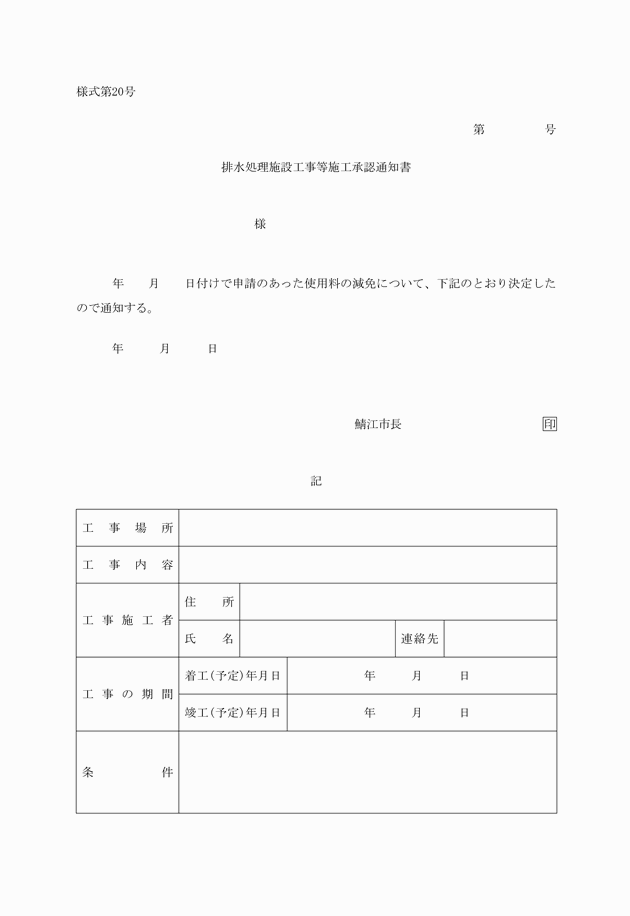 様式第20号
第　　　　　号
排水処理施設工事等施工承認通知書
様
年　　月　　日付けで申請のあった使用料の減免について、下記のとおり決定した
ので通知する。
年　　　月　　　日
鯖江市長　　　　　　　　　　　　印
記
工事場所
工事内容
工事施工者
住所
氏名　連絡先
工事の期間
着工(予定)年月日　年　　　月　　　日
竣工(予定)年月日　年　　　月　　　日
条件